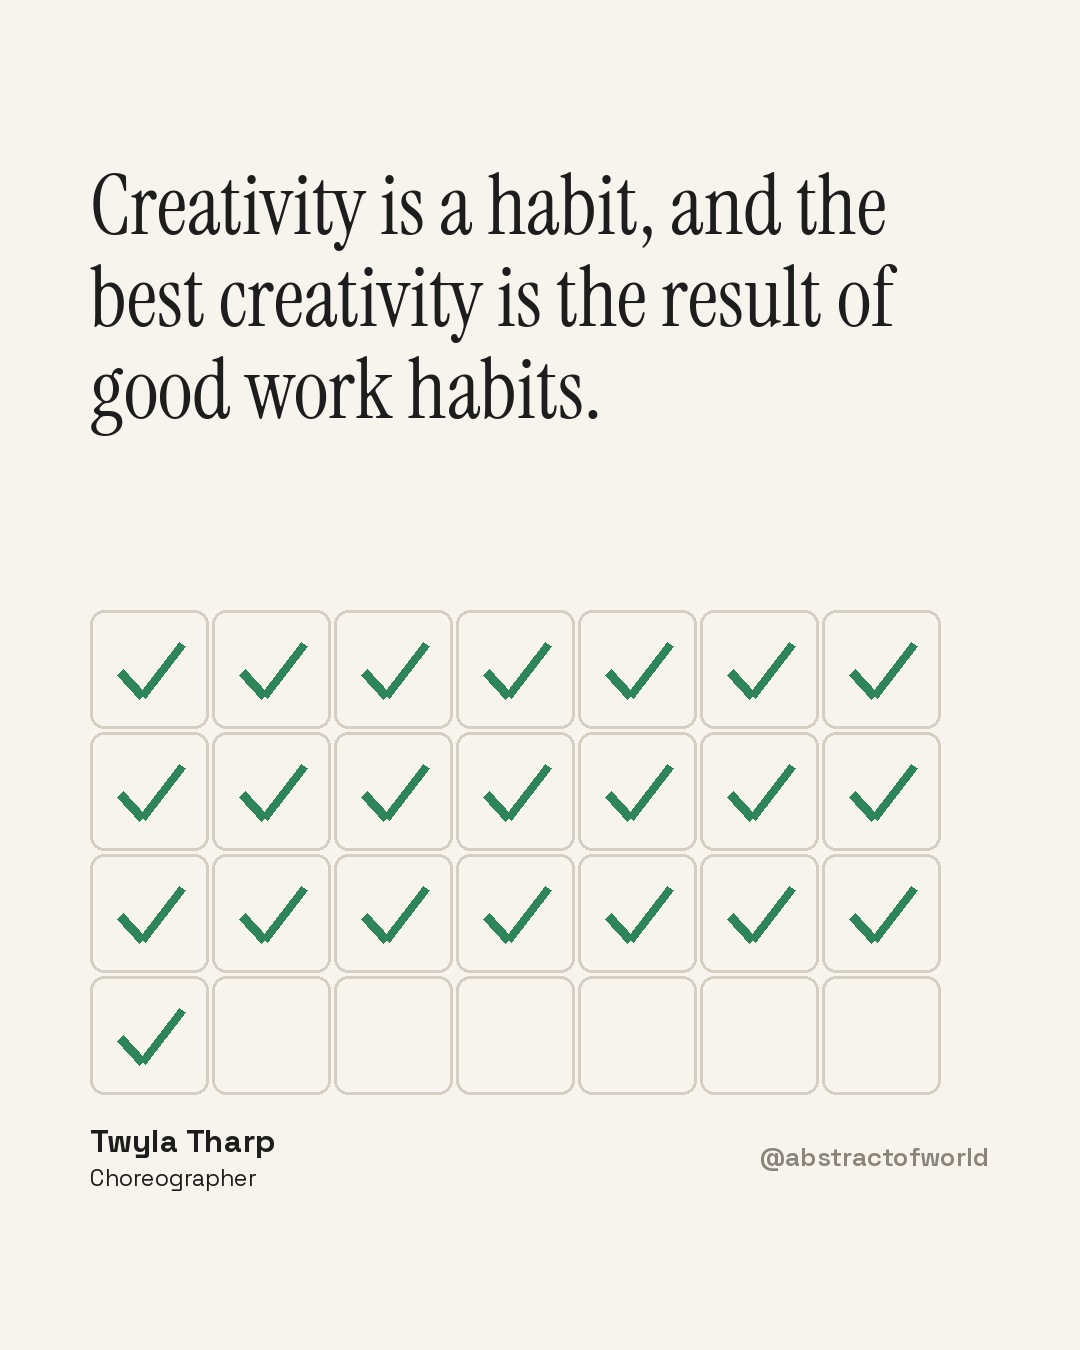 Creativity is a habit, and the
best creativity is the result of
good work habits.
Twyla Tharp
Choreographer
@abstractofworld